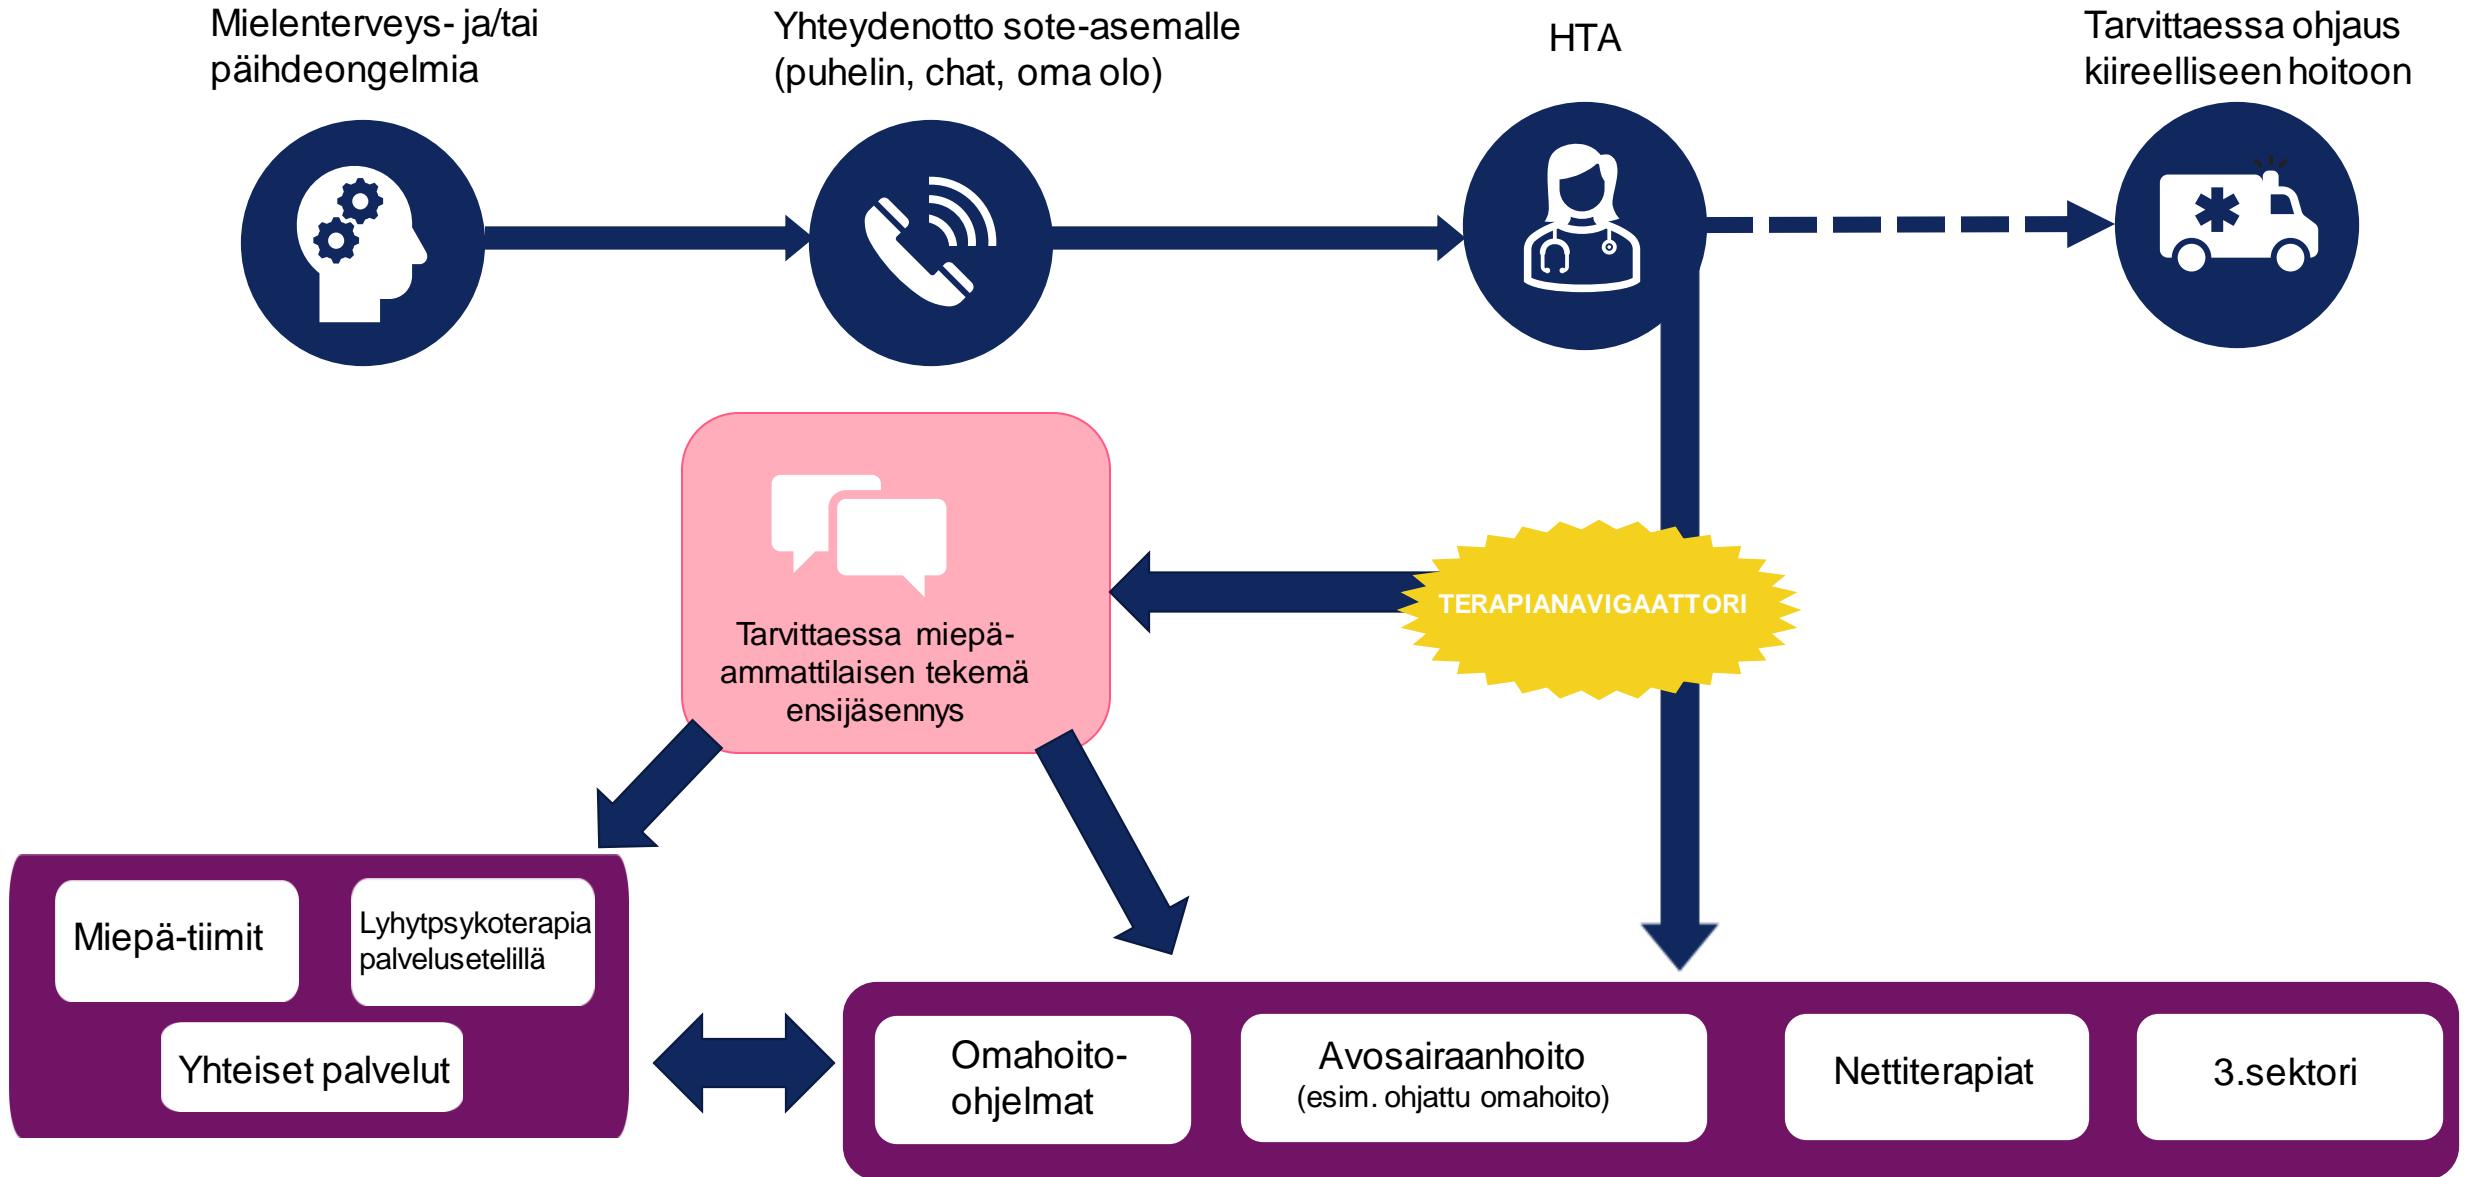 Mielenterveys- ja/tai
päihdeongelmia
Yhteydenotto sote-asemalle
(puhelin, chat, oma olo)
HTA
Tarvittaessa ohjaus
kiireelliseen hoitoon
TERAPIANAVIGAATTORI
Tarvittaessa miepä-
ammattilaisen tekemä
ensijäsennys
Miepä-tiimit
Lyhytpsykoterapia
palvelusetelillä
Yhteiset palvelut
Omahoito-
ohjelmat
Avosairaanhoito
(esim. ohjattu omahoito)
Nettiterapiat
3.sektori